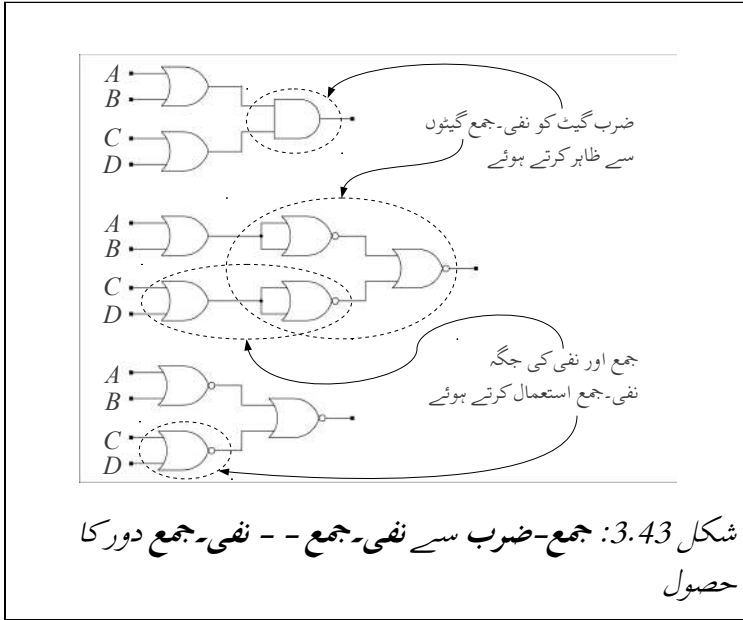 A
B
C
D
ضرب گیٹ کو نفی۔جمع گیٹوں
سے ظاہر کرتے ہوئے
A
B
C
D
جمع اور نفی کی جگہ
نفی۔جمع استعمال کرتے ہوئے
A
B
C
D
شکل 3.43: جمع-ضرب سے نفی۔جمع - - نفی۔جمع دور کا
حصول